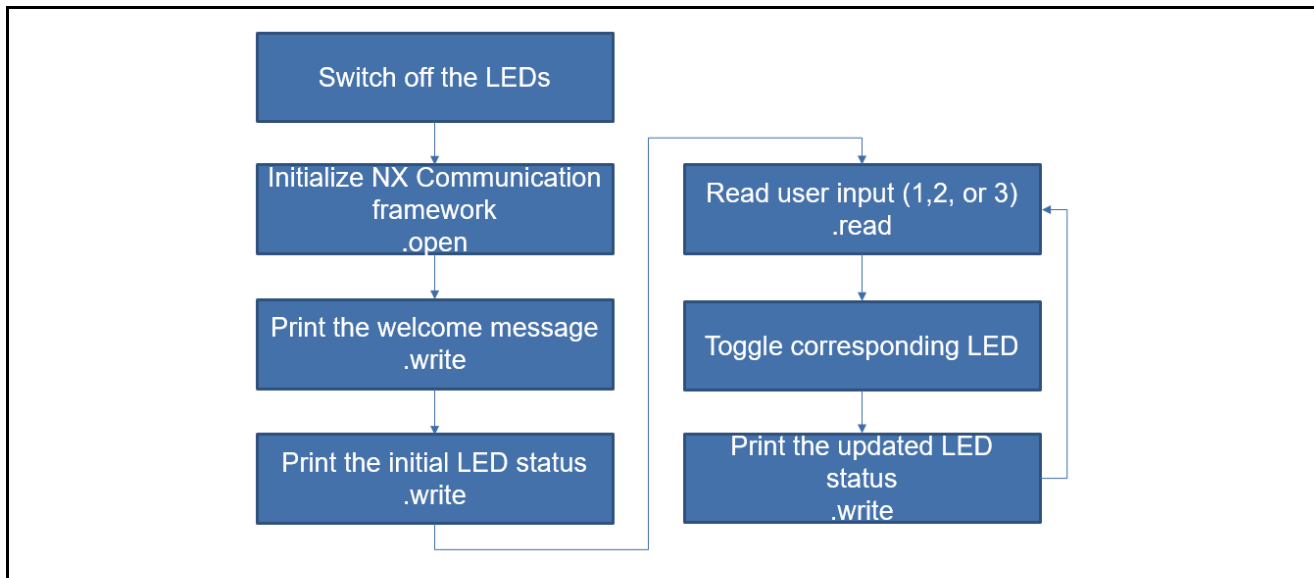 Switch off the LEDs
Initialize NX Communication
framework
.open
Print the welcome message
.write
Print the initial LED status
.write
Read user input (1,2, or 3)
.read
Toggle corresponding LED
Print the updated LED
status
.write